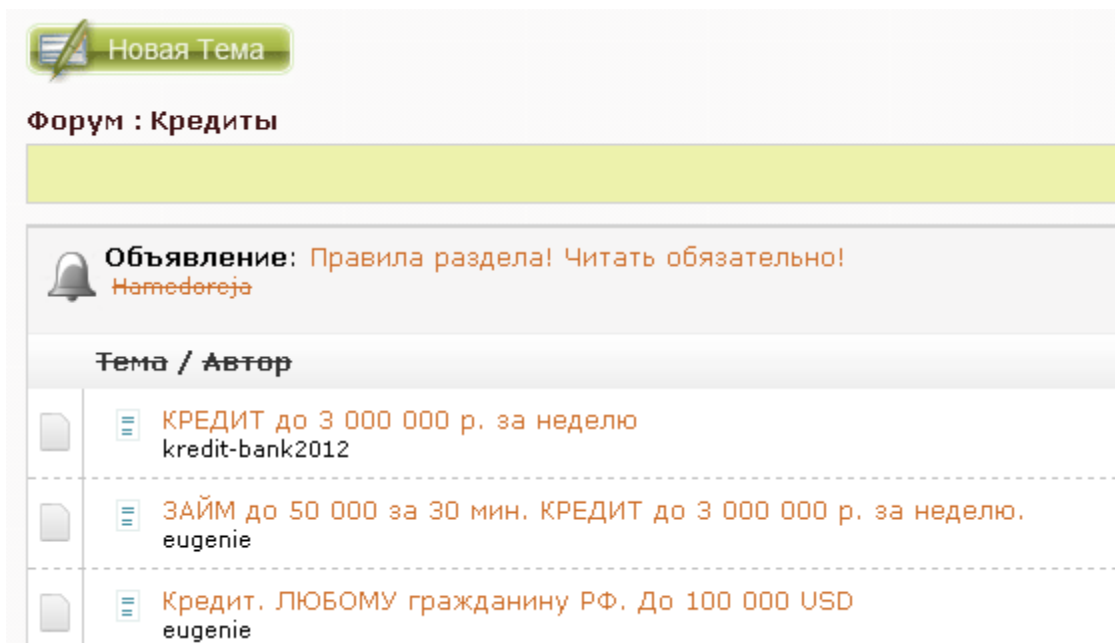 Новая Тема
Форум : Кредиты
Объявление: Правила раздела! Читать обязательно!
Hamedoreja
Тема / Автор
КРЕДИТ до 3 000 000 р. за неделю
kredit-bank2012
ЗАЙМ до 50 000 за 30 мин. КРЕДИТ до 3 000 000 р. за неделю.
eugenie
Кредит. ЛЮБОМУ гражданину РФ. До 100 000 USD
eugenie